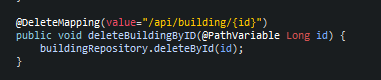 @DeleteMapping(value="/api/building/{id}")
public void deleteBuildingByID(@PathVariable Long id) {
    buildingRepository.deleteById(id);
}